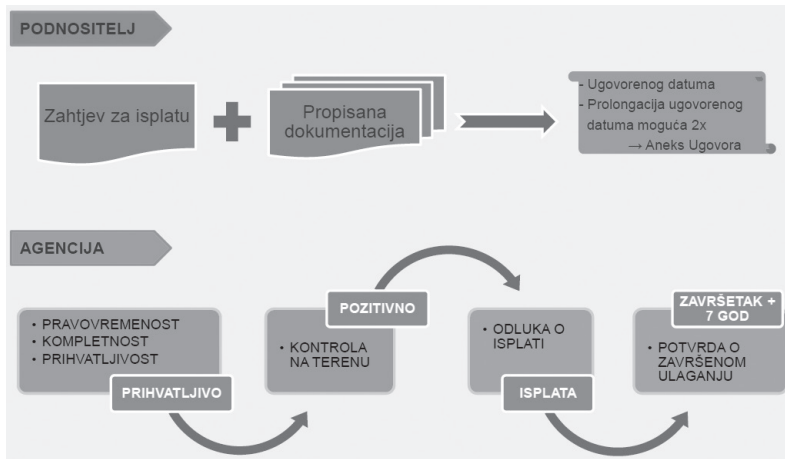 PODNOSITELJ
Zahtjev za isplatu
Propisana
dokumentacija
- Ugovorenog datuma
- Prolongacija ugovorenog
datuma moguća 2x
→ Aneks Ugovora
AGENCIJA
• PRAVOVREMENOST
• KOMPLETNOST
• PRIHVATLJIVOST
PRIHVATLJIVO
POZITIVNO
• KONTROLA
NA TERENU
• ODLUKA O
ISPLATI
ISPLATA
ZAVRŠETAK +
7 GOD
• POTVRDA O
ZAVRŠENOM
ULAGANJU